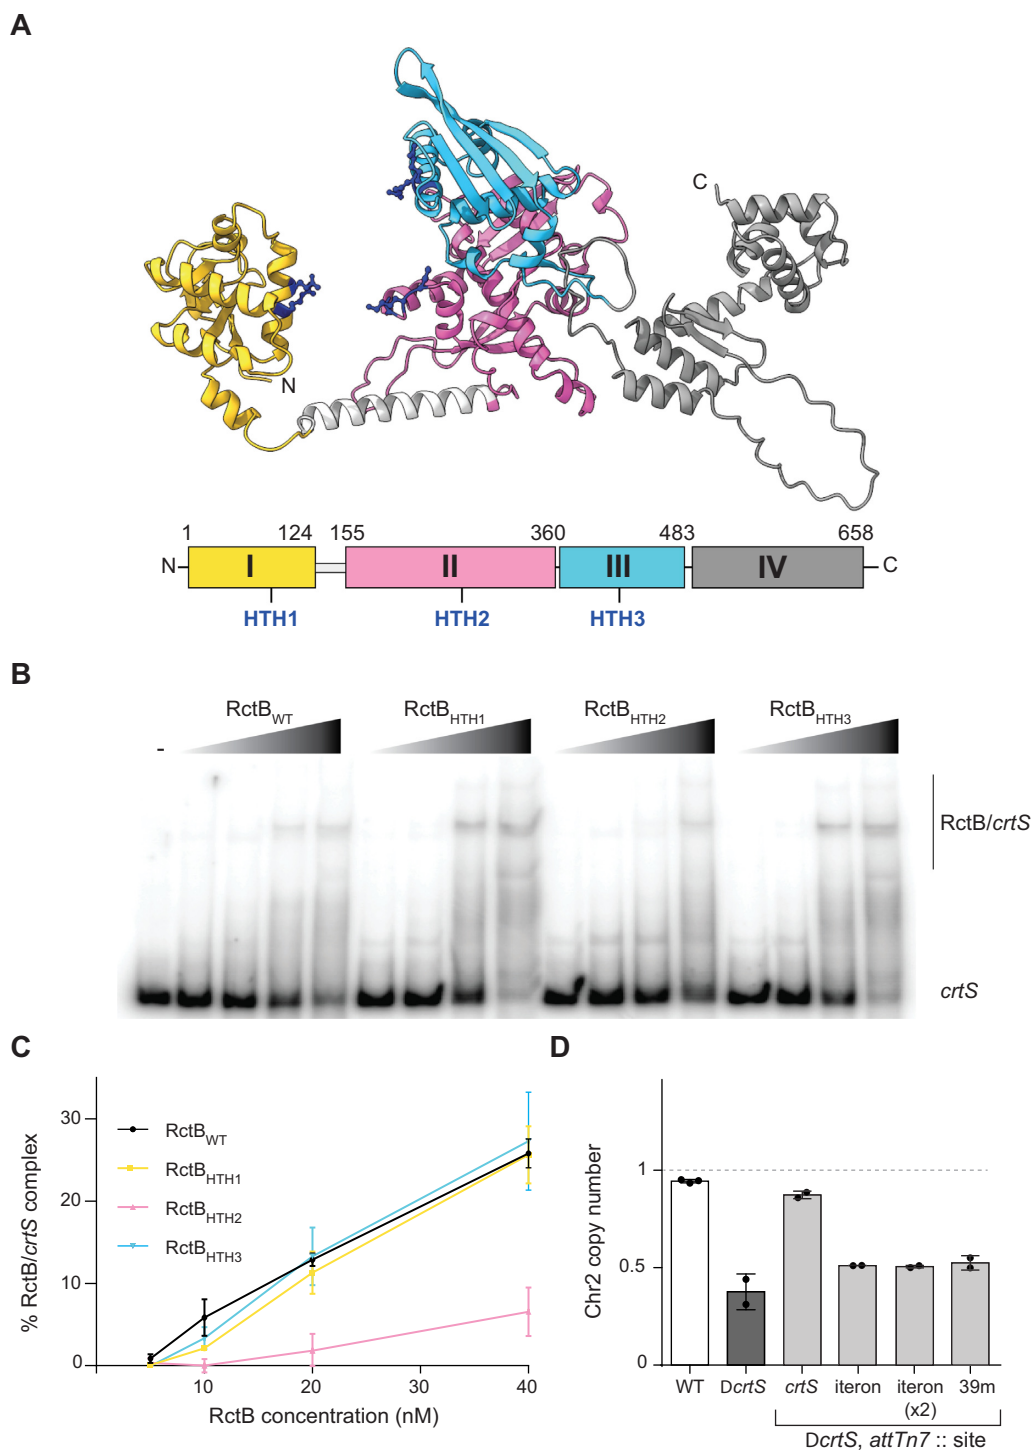 A
C
N
1 124 155 360 483 658
N I II III IV C
HTH1 HTH2 HTH3
B
- RctBWT RctBHTH1 RctBHTH2 RctBHTH3
RctB/crtS
crtS
C
% RctB/crtS complex
30
20
10
0
RctBWT
RctBHTH1
RctBHTH2
RctBHTH3
10 20 30 40
RctB concentration (nM)
D
Chr2 copy number
1
0.5
0
WT DcrtS crtS iteron iteron 39m
(x2)
DcrtS, attTn7 :: site